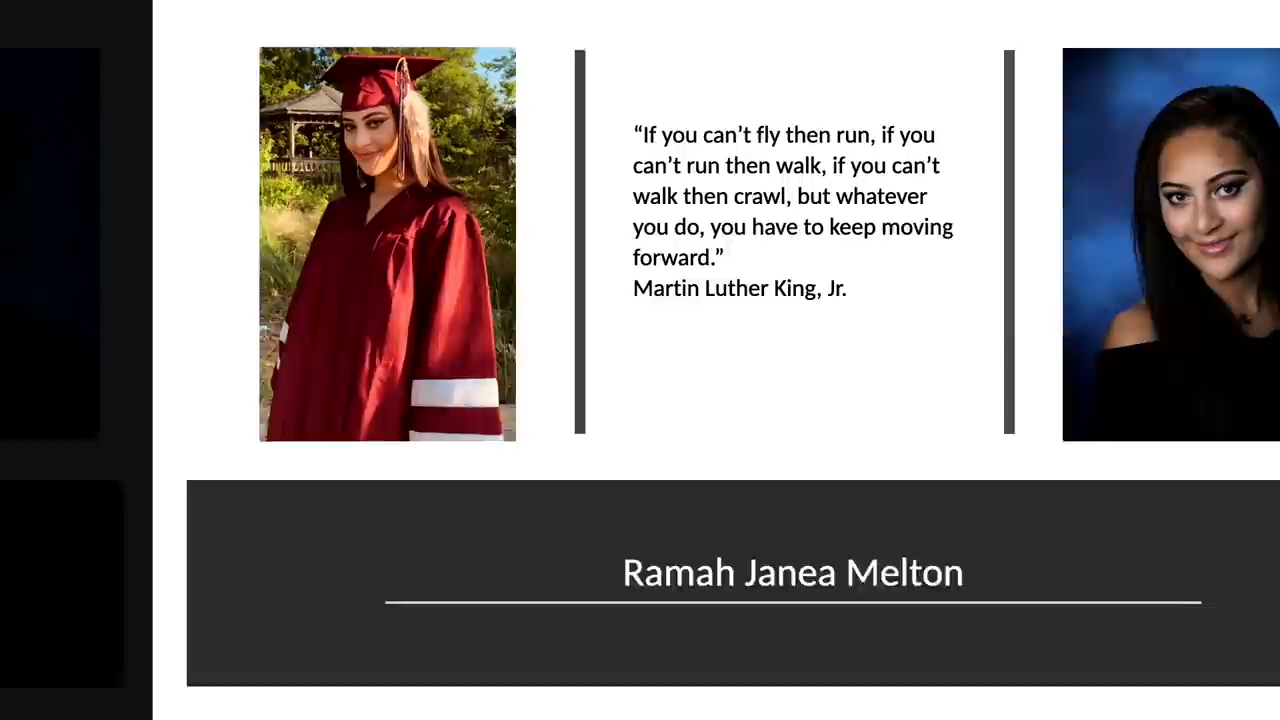 “If you can’t fly then run, if you
can’t run then walk, if you can’t
walk then crawl, but whatever
you do, you have to keep moving
forward.”
Martin Luther King, Jr.
Ramah Janea Melton